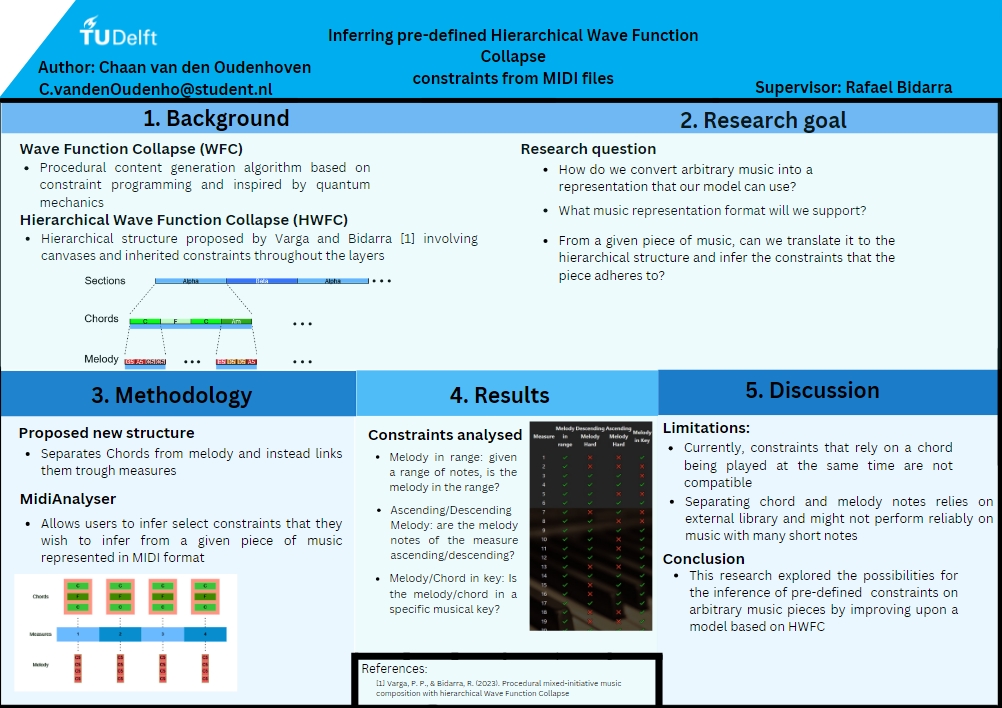 TUDelft
Inferring pre-defined Hierarchical Wave Function
Collapse
constraints from MIDI files
Author: Chaan van den Oudenhoven
C.vandenOudenho@student.nl
Supervisor: Rafael Bidarra
1. Background
Wave Function Collapse (WFC)
• Procedural content generation algorithm based on
constraint programming and inspired by quantum
mechanics
Hierarchical Wave Function Collapse (HWFC)
• Hierarchical structure proposed by Varga and Bidarra [1] involving
canvases and inherited constraints throughout the layers
Sections
Alpha Beta Alpha
Chords
C F C Am
Melody
2. Research goal
Research question
• How do we convert arbitrary music into a
representation that our model can use?
• What music representation format will we support?
• From a given piece of music, can we translate it to the
hierarchical structure and infer the constraints that the
piece adheres to?
3. Methodology
Proposed new structure
• Separates Chords from melody and instead links
them trough measures
MidiAnalyser
• Allows users to infer select constraints that they
wish to infer from a given piece of music
represented in MIDI format
Chords
C C C C
F F F F
C C C C
Measures
1 2 3 4
Melody
4. Results
Constraints analysed
• Melody in range: given
a range of notes, is the
melody in the range?
• Ascending/Descending
Melody: are the melody
notes of the measure
ascending/descending?
• Melody/Chord in key: Is
the melody/chord in a
specific musical key?
Measure
Melody in range
Descending Melody Hard
Ascending Melody Hard
Melody in Key
1
2
3
4
5
6
7
8
9
10
11
12
13
14
15
16
17
18
19
5. Discussion
Limitations:
• Currently, constraints that rely on a chord
being played at the same time are not
compatible
• Separating chord and melody notes relies on
external library and might not perform reliably on
music with many short notes
Conclusion
• This research explored the possibilities for
the inference of pre-defined constraints on
arbitrary music pieces by improving upon a
model based on HWFC
References:
[1] Varga, P. P., & Bidarra, R. (2023). Procedural mixed-initiative music
composition with hierarchical Wave Function Collapse